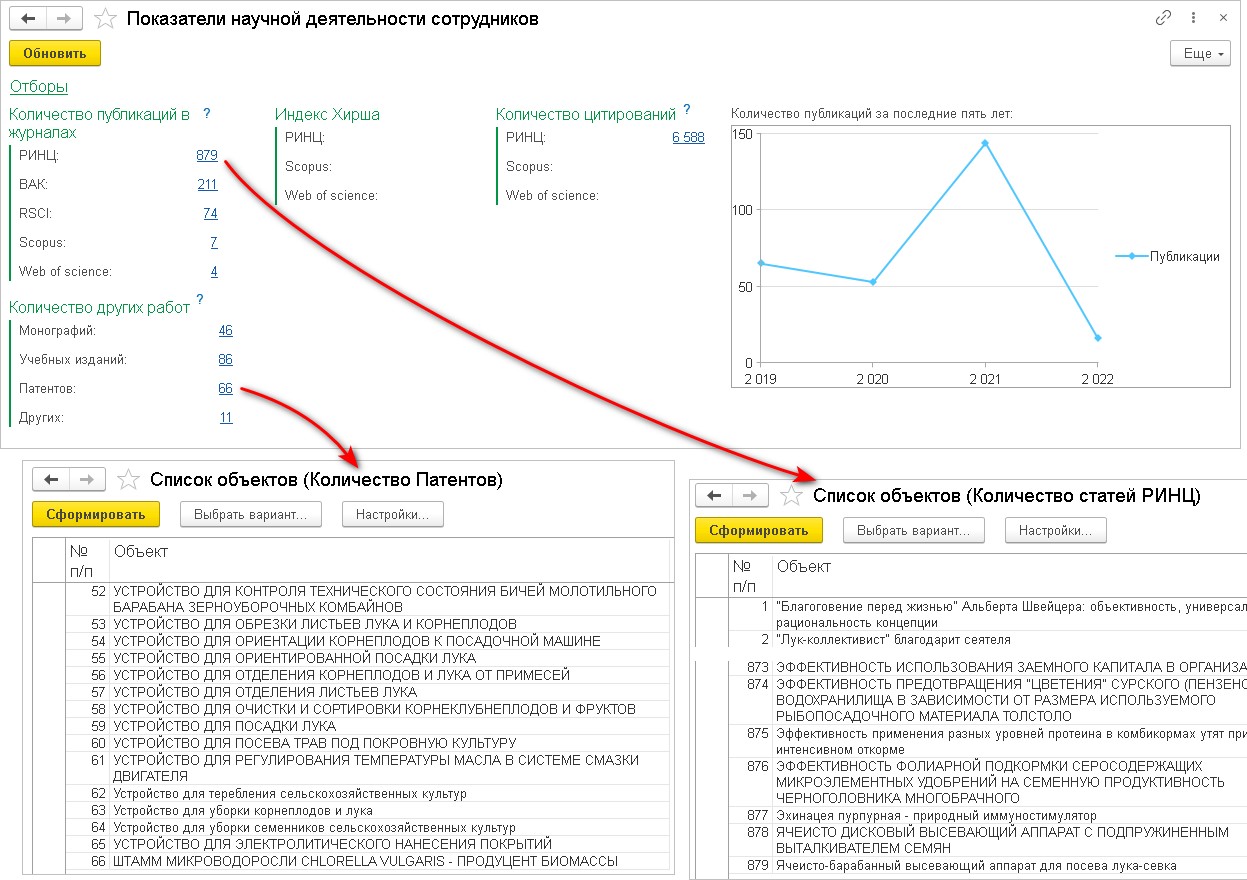 Показатели научной деятельности сотрудников
Обновить
Еще
Отборы
Количество публикаций в ?
журналах
РИНЦ: 879
ВАК: 211
RSCI: 74
Scopus: 7
Web of science: 4
Количество других работ ?
Монографий: 46
Учебных изданий: 86
Патентов: 66
Других: 11
Индекс Хирша
РИНЦ:
Scopus:
Web of science:
Количество цитирований ?
РИНЦ: 6 588
Scopus:
Web of science:
Количество публикаций за последние пять лет:
150
100
50
0
2 019 2 020 2 021 2 022
Публикации
Список объектов (Количество Патентов)
Сформировать Выбрать вариант... Настройки...
№ Объект
п/п
52 УСТРОЙСТВО ДЛЯ КОНТРОЛЯ ТЕХНИЧЕСКОГО СОСТОЯНИЯ БИЧЕЙ МОЛОТИЛЬНОГО
БАРАБАНА ЗЕРНОУБОРОЧНЫХ КОМБАЙНОВ
53 УСТРОЙСТВО ДЛЯ ОБРЕЗКИ ЛИСТЬЕВ ЛУКА И КОРНЕПЛОДОВ
54 УСТРОЙСТВО ДЛЯ ОРИЕНТАЦИИ КОРНЕПЛОДОВ К ПОСАДОЧНОЙ МАШИНЕ
55 УСТРОЙСТВО ДЛЯ ОРИЕНТИРОВАННОЙ ПОСАДКИ ЛУКА
56 УСТРОЙСТВО ДЛЯ ОТДЕЛЕНИЯ КОРНЕПЛОДОВ И ЛУКА ОТ ПРИМЕСЕЙ
57 УСТРОЙСТВО ДЛЯ ОТДЕЛЕНИЯ ЛИСТЬЕВ ЛУКА
58 УСТРОЙСТВО ДЛЯ ОЧИСТКИ И СОРТИРОВКИ КОРНЕКЛУБНЕПЛОДОВ И ФРУКТОВ
59 УСТРОЙСТВО ДЛЯ ПОСАДКИ ЛУКА
60 УСТРОЙСТВО ДЛЯ ПОСЕВА ТРАВ ПОД ПОКРОВНУЮ КУЛЬТУРУ
61 УСТРОЙСТВО ДЛЯ РЕГУЛИРОВАНИЯ ТЕМПЕРАТУРЫ МАСЛА В СИСТЕМЕ СМАЗКИ
ДВИГАТЕЛЯ
62 Устройство для теребления сельскохозяйственных культур
63 Устройство для уборки корнеплодов и лука
64 Устройство для уборки семенников сельскохозяйственных культур
65 УСТРОЙСТВО ДЛЯ ЭЛЕКТРОЛИТИЧЕСКОГО НАНЕСЕНИЯ ПОКРЫТИЙ
66 ШТАММ МИКРОВОДОРОСЛИ CHLORELLA VULGARIS - ПРОДУЦЕНТ БИОМАССЫ
Список объектов (Количество статей РИНЦ)
Сформировать Выбрать вариант... Настройки...
№ Объект
п/п
1 "Благоговение перед жизнью" Альберта Швейцера: объективность, универсал
рациональность концепции
2 "Лук-коллективист" благодарит сеятеля
873 ЭФФЕКТИВНОСТЬ ИСПОЛЬЗОВАНИЯ ЗАЕМНОГО КАПИТАЛА В ОРГАНИЗА
874 ЭФФЕКТИВНОСТЬ ПРЕДОТВРАЩЕНИЯ "ЦВЕТЕНИЯ" СУРСКОГО (ПЕНЗЕНС
ВОДОХРАНИЛИЩА В ЗАВИСИМОСТИ ОТ РАЗМЕРА ИСПОЛЬЗУЕМОГО
РЫБОПОСАДОЧНОГО МАТЕРИАЛА ТОЛСТОЛО
875 Эффективность применения разных уровней протеина в комбикормах утят при
интенсивном откорме
876 ЭФФЕКТИВНОСТЬ ФОЛИАРНОЙ ПОДКОРМКИ СЕРОСОДЕРЖАЩИХ
МИКРОЭЛЕМЕНТНЫХ УДОБРЕНИЙ НА СЕМЕННУЮ ПРОДУКТИВНОСТЬ
ЧЕРНОГОЛОВНИКА МНОГОБРАЧНОГО
877 Эхинацея пурпурная - природный иммуностимулятор
878 ЯЧЕИСТО ДИСКОВЫЙ ВЫСЕВАЮЩИЙ АППАРАТ С ПОДПРУЖИНЕННЫМ
ВЫТАЛКИВАТЕЛЕМ СЕМЯН
879 Ячеисто-барабанный высевающий аппарат для посева лука-севка